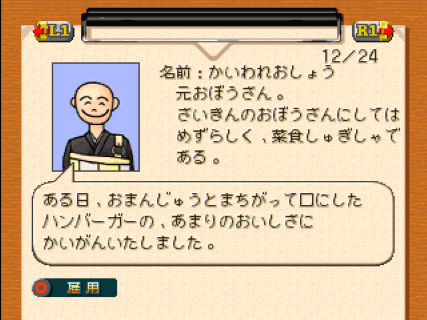 L1
R1
12/24
名前：かいわれおしょう
元おぼうさん。
さいきんのおぼうさんにしては
めずらしく、菜食しゅぎしゃで
ある。
ある日、おまんじゅうとまちがって口にした
ハンバーガーの、あまりのおいしさに
かいがんいたしました。
雇用